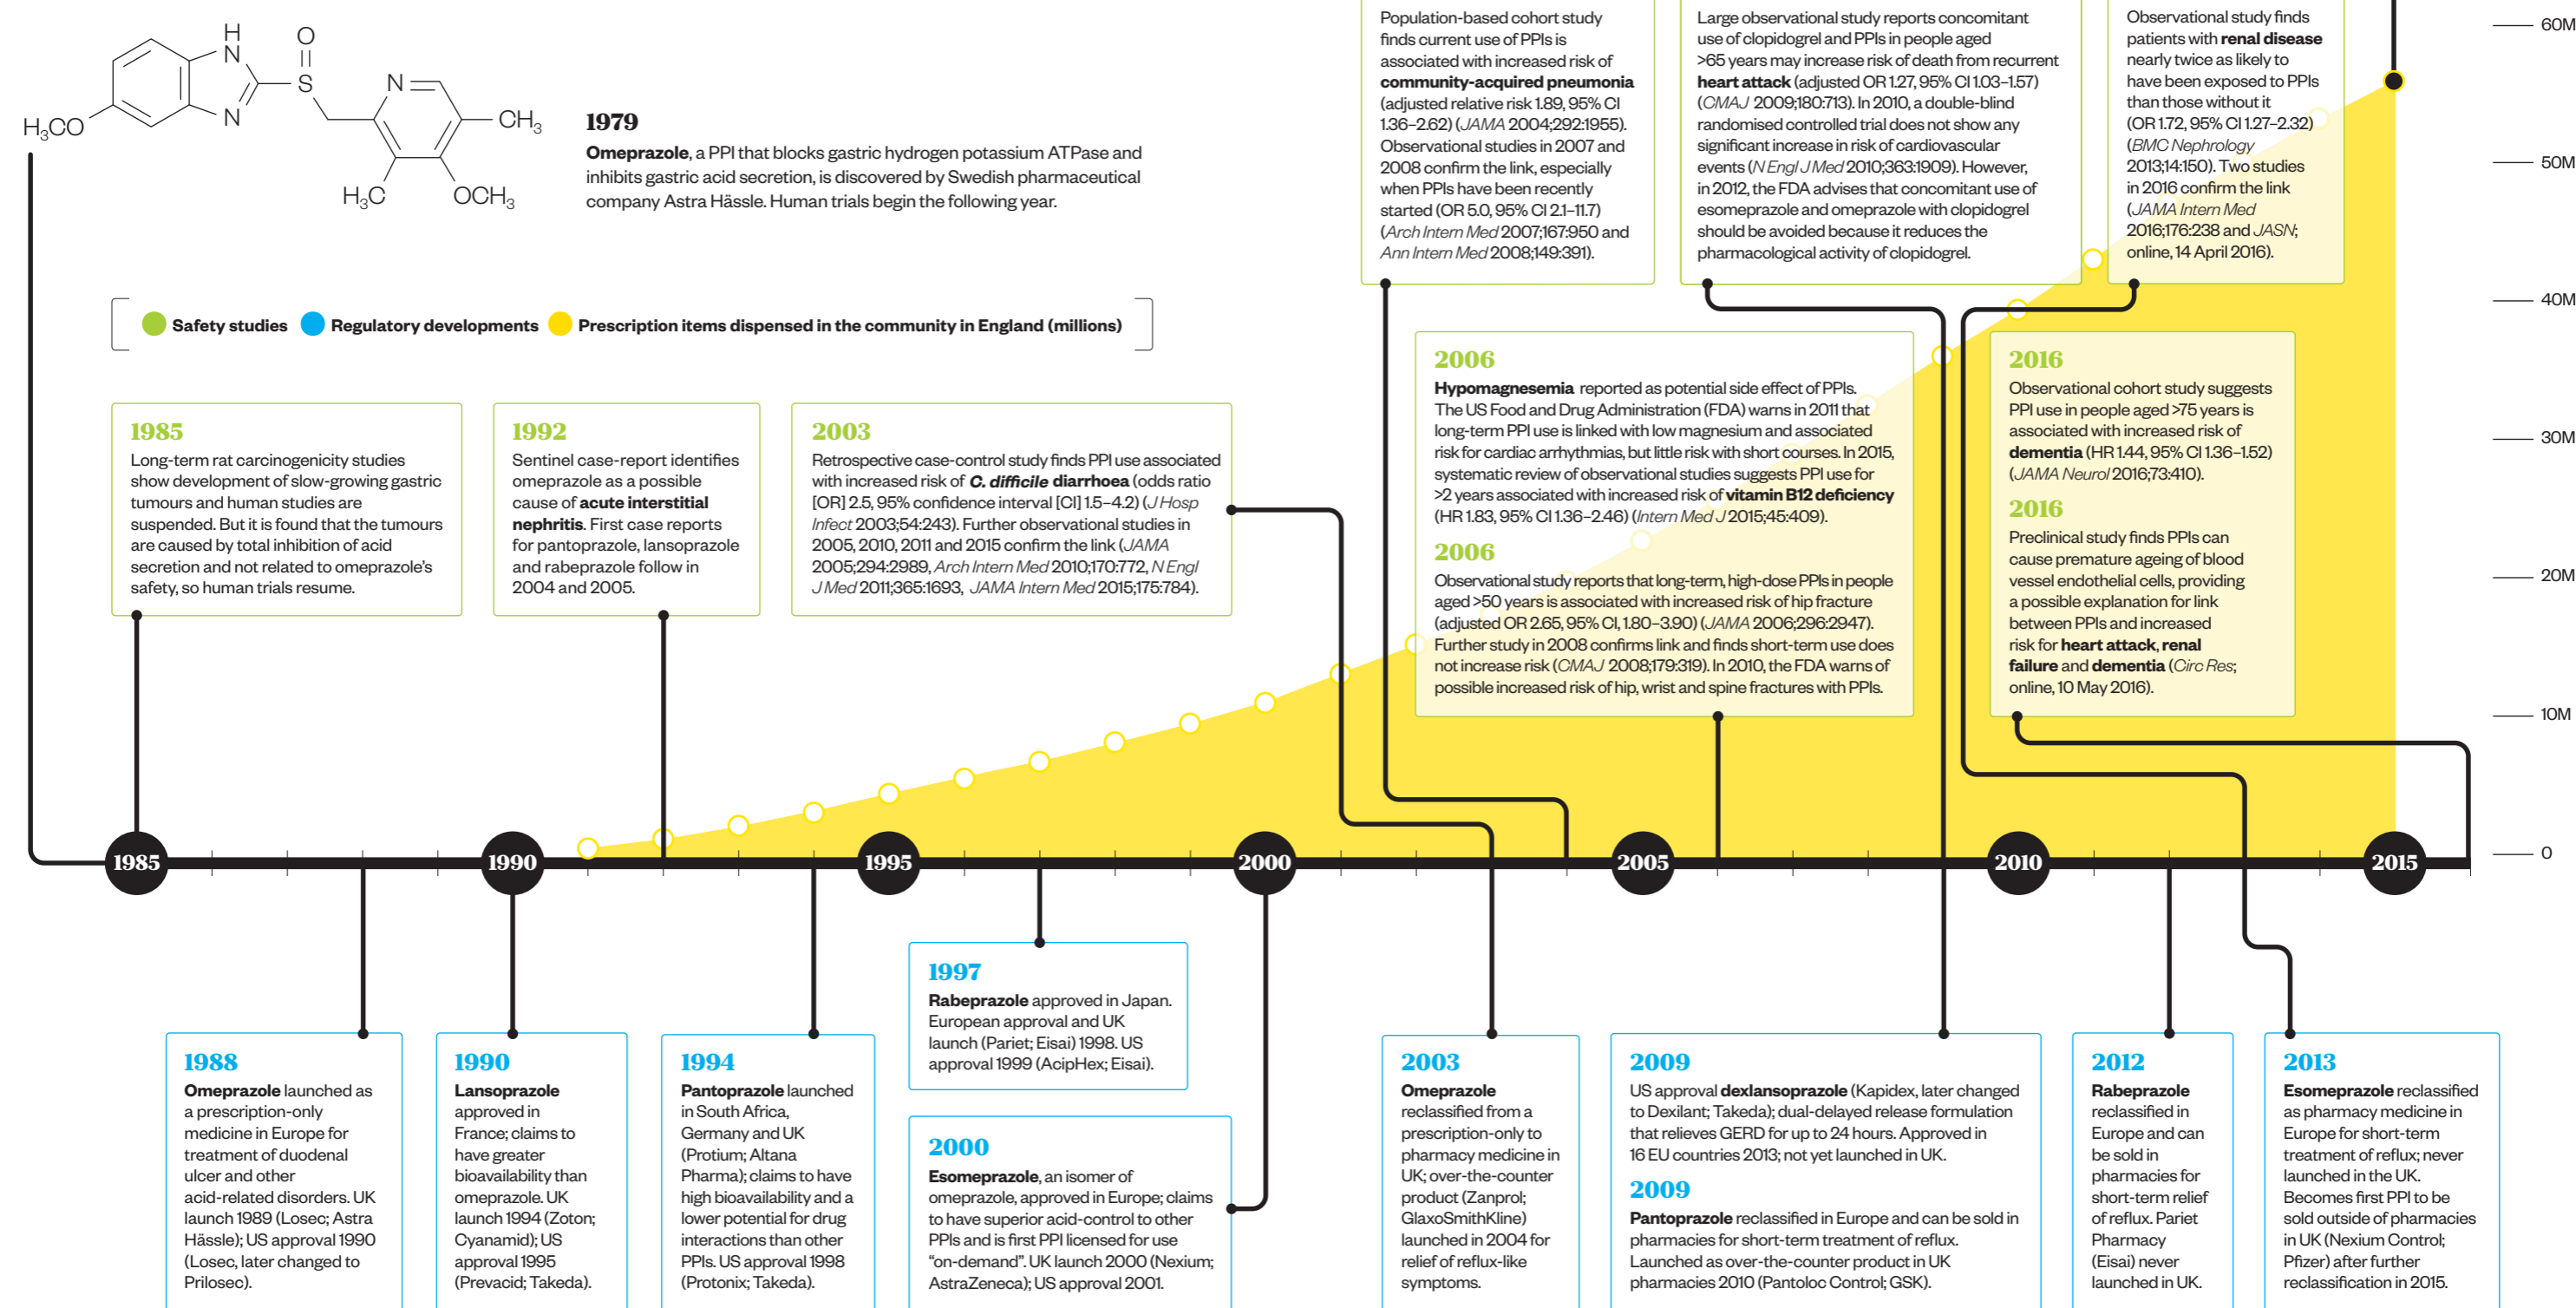 H
N
O
S
N
N
H₃CO
CH₃
H₃C
OCH₃
1979
Omeprazole, a PPI that blocks gastric hydrogen potassium ATPase and
inhibits gastric acid secretion, is discovered by Swedish pharmaceutical
company Astra Hässle. Human trials begin the following year.
Population-based cohort study
finds current use of PPIs is
associated with increased risk of
community-acquired pneumonia
(adjusted relative risk 1.89, 95% CI
1.36–2.62) (JAMA 2004;292:1955).
Observational studies in 2007 and
2008 confirm the link, especially
when PPIs have been recently
started (OR 5.0, 95% CI 2.1–11.7)
(Arch Intern Med 2007;167:950 and
Ann Intern Med 2008;149:391).
Large observational study reports concomitant
use of clopidogrel and PPIs in people aged
>65 years may increase risk of death from recurrent
heart attack (adjusted OR 1.27, 95% CI 1.03–1.57)
(CMAJ 2009;180:713). In 2010, a double-blind
randomised controlled trial does not show any
significant increase in risk of cardiovascular
events (N Engl J Med 2010;363:1909). However,
in 2012, the FDA advises that concomitant use of
esomeprazole and omeprazole with clopidogrel
should be avoided because it reduces the
pharmacological activity of clopidogrel.
Observational study finds
patients with renal disease
nearly twice as likely to
have been exposed to PPIs
than those without it
(OR 1.72, 95% CI 1.27–2.32)
(BMC Nephrology
2013;14:150). Two studies
in 2016 confirm the link
(JAMA Intern Med
2016;176:238 and JASN;
online, 14 April 2016).
60M
50M
40M
30M
20M
10M
0
Safety studies
Regulatory developments
Prescription items dispensed in the community in England (millions)
1985
Long-term rat carcinogenicity studies
show development of slow-growing gastric
tumours and human studies are
suspended. But it is found that the tumours
are caused by total inhibition of acid
secretion and not related to omeprazole's
safety, so human trials resume.
1992
Sentinel case-report identifies
omeprazole as a possible
cause of acute interstitial
nephritis. First case reports
for pantoprazole, lansoprazole
and rabeprazole follow in
2004 and 2005.
2003
Retrospective case-control study finds PPI use associated
with increased risk of C. difficile diarrhoea (odds ratio
[OR] 2.5, 95% confidence interval [CI] 1.5–4.2) (J Hosp
Infect 2003;54:243). Further observational studies in
2005, 2010, 2011 and 2015 confirm the link (JAMA
2005;294:2989, Arch Intern Med 2010;170:772, N Engl
J Med 2011;365:1693, JAMA Intern Med 2015;175:784).
2006
Hypomagnesemia reported as potential side effect of PPIs.
The US Food and Drug Administration (FDA) warns in 2011 that
long-term PPI use is linked with low magnesium and associated
risk for cardiac arrhythmias, but little risk with short courses. In 2015,
systematic review of observational studies suggests PPI use for
>2 years associated with increased risk of vitamin B12 deficiency
(HR 1.83, 95% CI 1.36–2.46) (Intern Med J 2015;45:409).
2006
Observational study reports that long-term, high-dose PPIs in people
aged >50 years is associated with increased risk of hip fracture
(adjusted OR 2.65, 95% CI, 1.80–3.90) (JAMA 2006;296:2947).
Further study in 2008 confirms link and finds short-term use does
not increase risk (CMAJ 2008;179:319). In 2010, the FDA warns of
possible increased risk of hip, wrist and spine fractures with PPIs.
2016
Observational cohort study suggests
PPI use in people aged >75 years is
associated with increased risk of
dementia (HR 1.44, 95% CI 1.36–1.52)
(JAMA Neurol 2016;73:410).
2016
Preclinical study finds PPIs can
cause premature ageing of blood
vessel endothelial cells, providing
a possible explanation for link
between PPIs and increased
risk for heart attack, renal
failure and dementia (Circ Res;
online, 10 May 2016).
1985
1990
1995
2000
2005
2010
2015
1988
Omeprazole launched as
a prescription-only
medicine in Europe for
treatment of duodenal
ulcer and other
acid-related disorders. UK
launch 1989 (Losec; Astra
Hässle); US approval 1990
(Losec, later changed to
Prilosec).
1990
Lansoprazole
approved in
France; claims to
have greater
bioavailability than
omeprazole. UK
launch 1994 (Zoton;
Cyanamid); US
approval 1995
(Prevacid; Takeda).
1994
Pantoprazole launched
in South Africa,
Germany and UK
(Protium; Altana
Pharma); claims to have
high bioavailability and a
lower potential for drug
interactions than other
PPIs. US approval 1998
(Protonix; Takeda).
1997
Rabeprazole approved in Japan.
European approval and UK
launch (Pariet; Eisai) 1998. US
approval 1999 (AcipHex; Eisai).
2000
Esomeprazole, an isomer of
omeprazole, approved in Europe; claims
to have superior acid-control to other
PPIs and is first PPI licensed for use
“on-demand”. UK launch 2000 (Nexium;
AstraZeneca); US approval 2001.
2003
Omeprazole
reclassified from a
prescription-only to
pharmacy medicine in
UK; over-the-counter
product (Zanprol;
GlaxoSmithKline)
launched in 2004 for
relief of reflux-like
symptoms.
2009
US approval dexlansoprazole (Kapidex, later changed
to Dexilant; Takeda); dual-delayed release formulation
that relieves GERD for up to 24 hours. Approved in
16 EU countries 2013; not yet launched in UK.
2009
Pantoprazole reclassified in Europe and can be sold in
pharmacies for short-term treatment of reflux.
Launched as over-the-counter product in UK
pharmacies 2010 (Pantoloc Control; GSK).
2012
Rabeprazole
reclassified in
Europe and can
be sold in
pharmacies for
short-term relief
of reflux. Pariet
Pharmacy
(Eisai) never
launched in UK.
2013
Esomeprazole reclassified
as pharmacy medicine in
Europe for short-term
treatment of reflux; never
launched in the UK.
Becomes first PPI to be
sold outside of pharmacies
in UK (Nexium Control;
Pfizer) after further
reclassification in 2015.